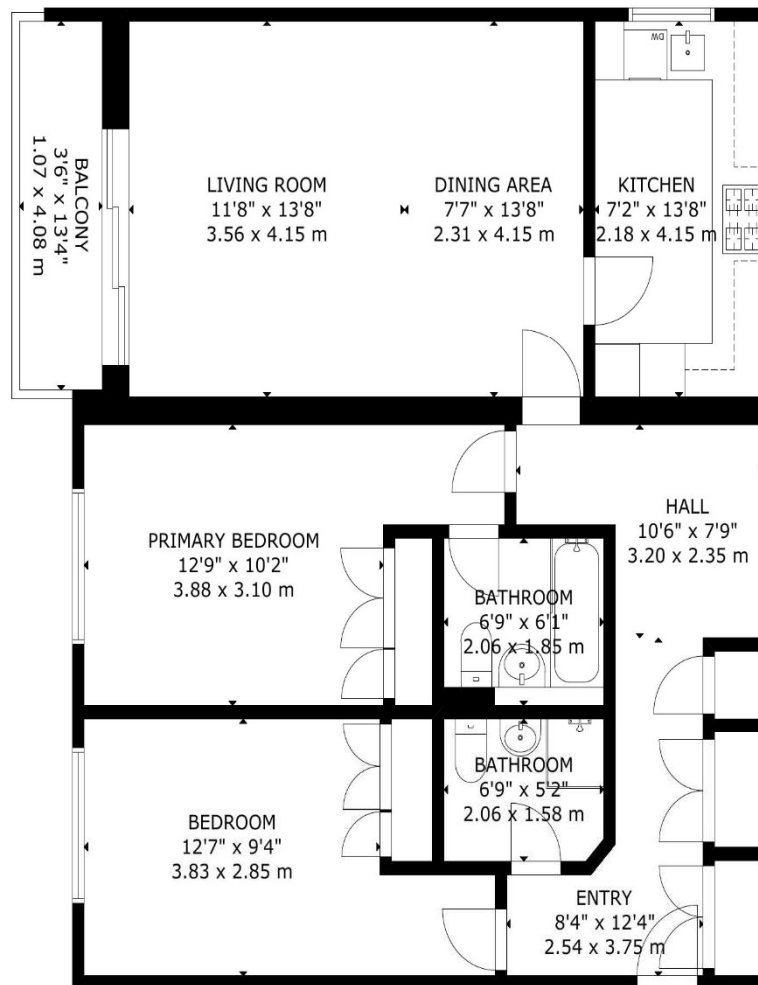 BALCONY
3'6" x 13'4"
1.07 x 4.08 m
LIVING ROOM
11'8" x 13'8"
3.56 x 4.15 m
DINING AREA
7'7" x 13'8"
2.31 x 4.15 m
DW
KITCHEN
7'2" x 13'8"
2.18 x 4.15 m
PRIMARY BEDROOM
12'9" x 10'2"
3.88 x 3.10 m
HALL
10'6" x 7'9"
3.20 x 2.35 m
BATHROOM
6'9" x 6'1"
2.06 x 1.85 m
BATHROOM
6'9" x 5'2"
2.06 x 1.58 m
BEDROOM
12'7" x 9'4"
3.83 x 2.85 m
ENTRY
8'4" x 12'4"
2.54 x 3.75 m